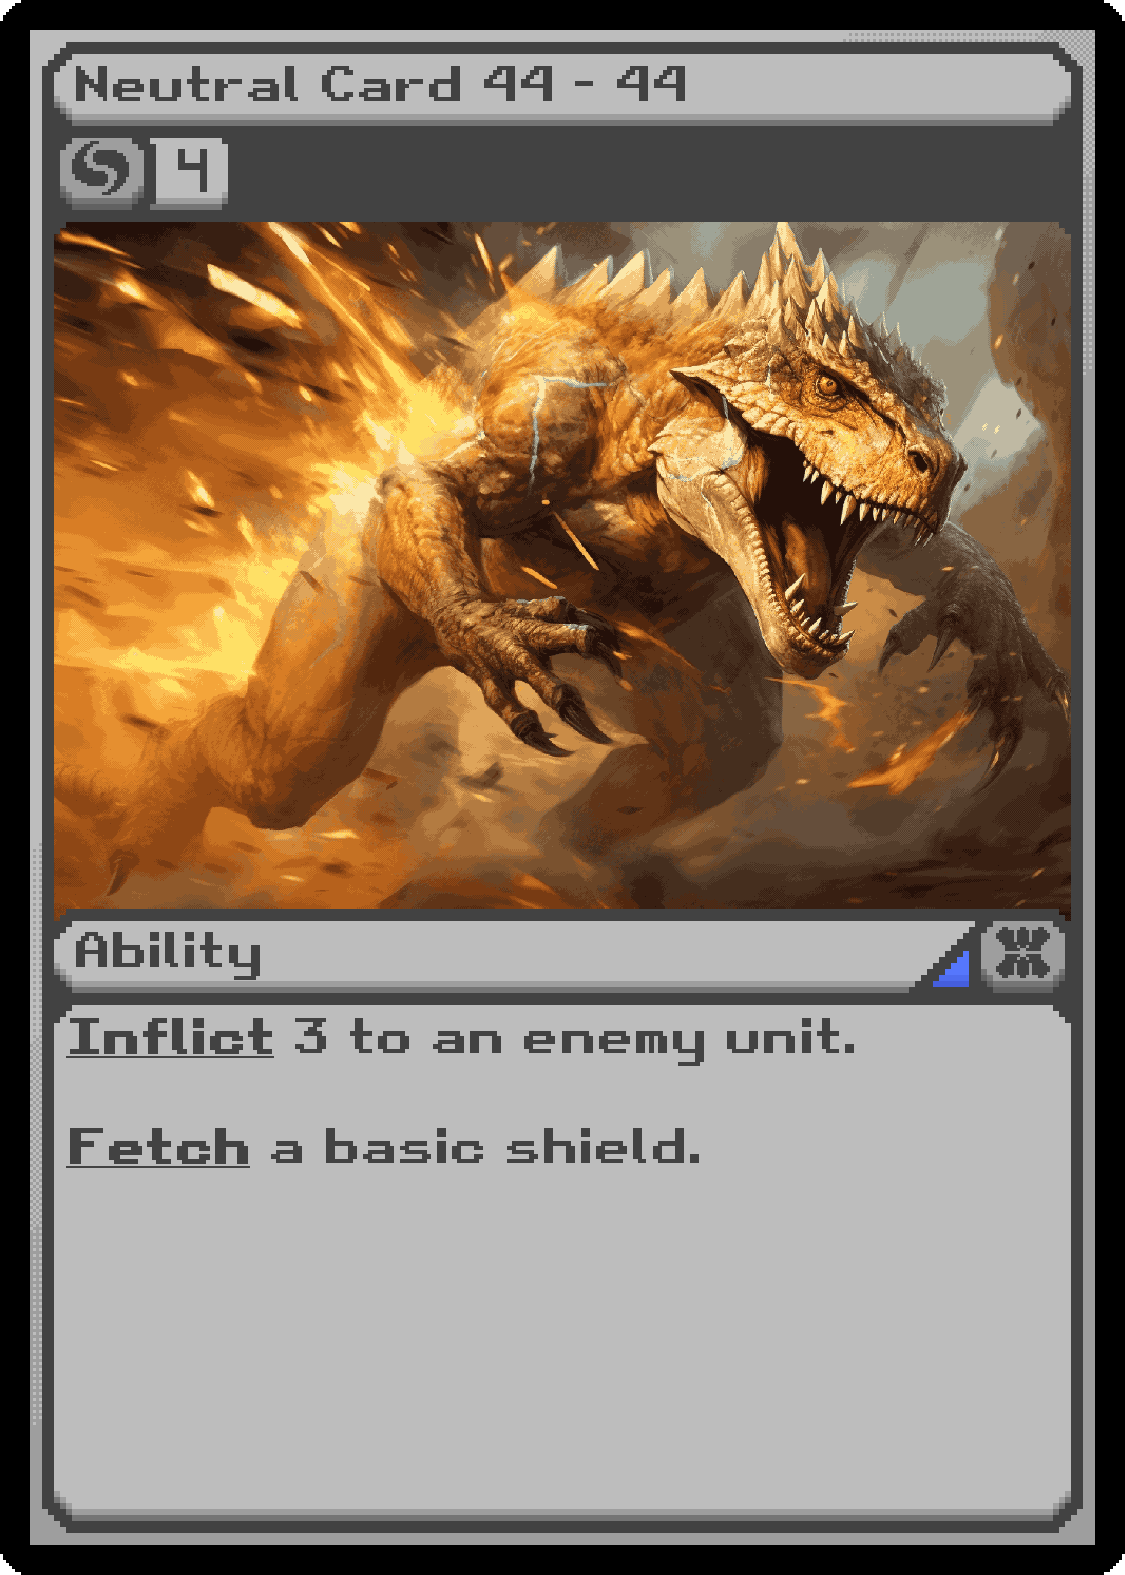 Neutral Card 44 - 44
4
Ability
Inflict 3 to an enemy unit.
Fetch a basic shield.